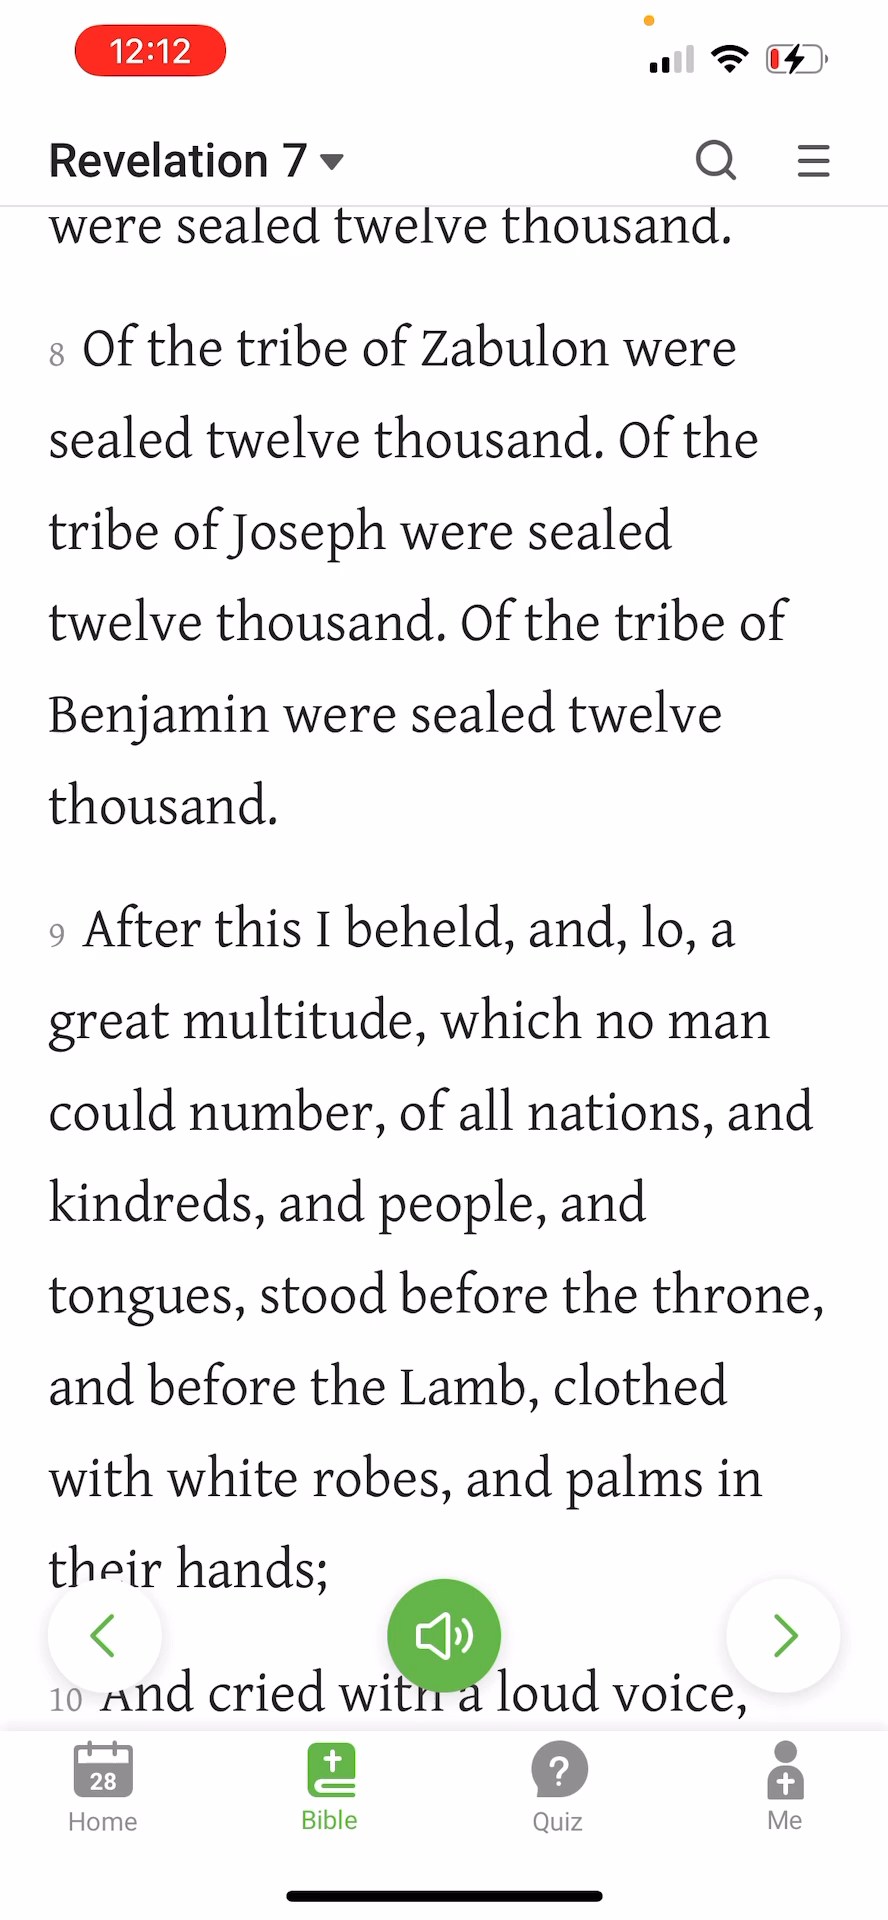 12:12
Revelation 7
were sealed twelve thousand.
8 Of the tribe of Zabulon were
sealed twelve thousand. Of the
tribe of Joseph were sealed
twelve thousand. Of the tribe of
Benjamin were sealed twelve
thousand.
9 After this I beheld, and, lo, a
great multitude, which no man
could number, of all nations, and
kindreds, and people, and
tongues, stood before the throne,
and before the Lamb, clothed
with white robes, and palms in
their hands;
10 And cried with a loud voice,
28
Home
Bible
?
Quiz
Me